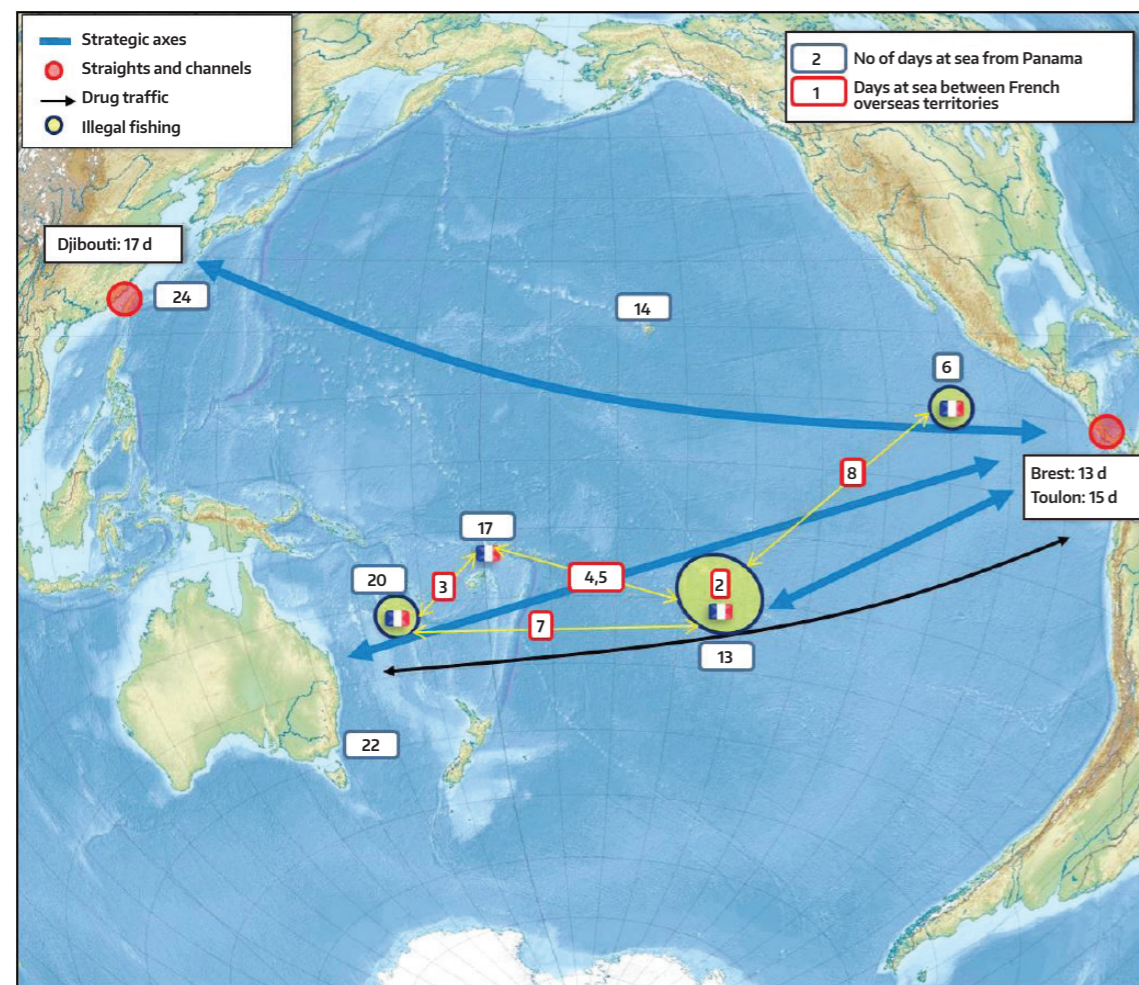 Strategic axes
Straights and channels
Drug traffic
Illegal fishing
2 No of days at sea from Panama
1 Days at sea between French
overseas territories
Djibouti: 17 d
24
14
6
8
Brest: 13 d
Toulon: 15 d
17
20
3
4,5
2
7
13
22